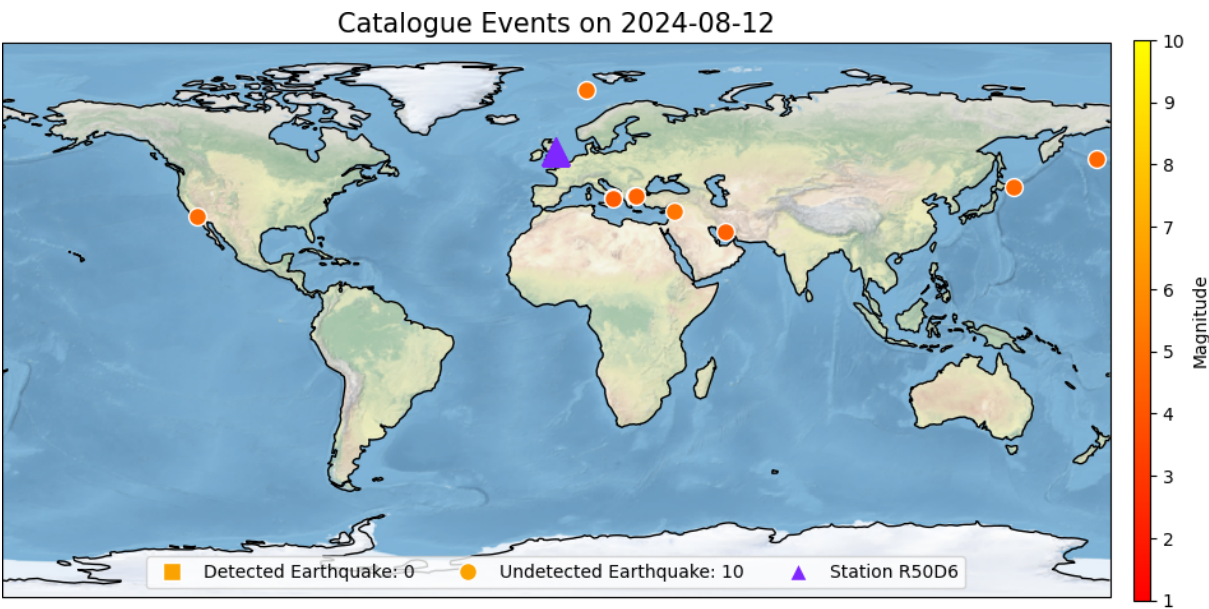 Catalogue Events on 2024-08-12
10
9
8
7
6
5
4
3
2
1
Magnitude
Detected Earthquake: 0
Undetected Earthquake: 10
Station R50D6